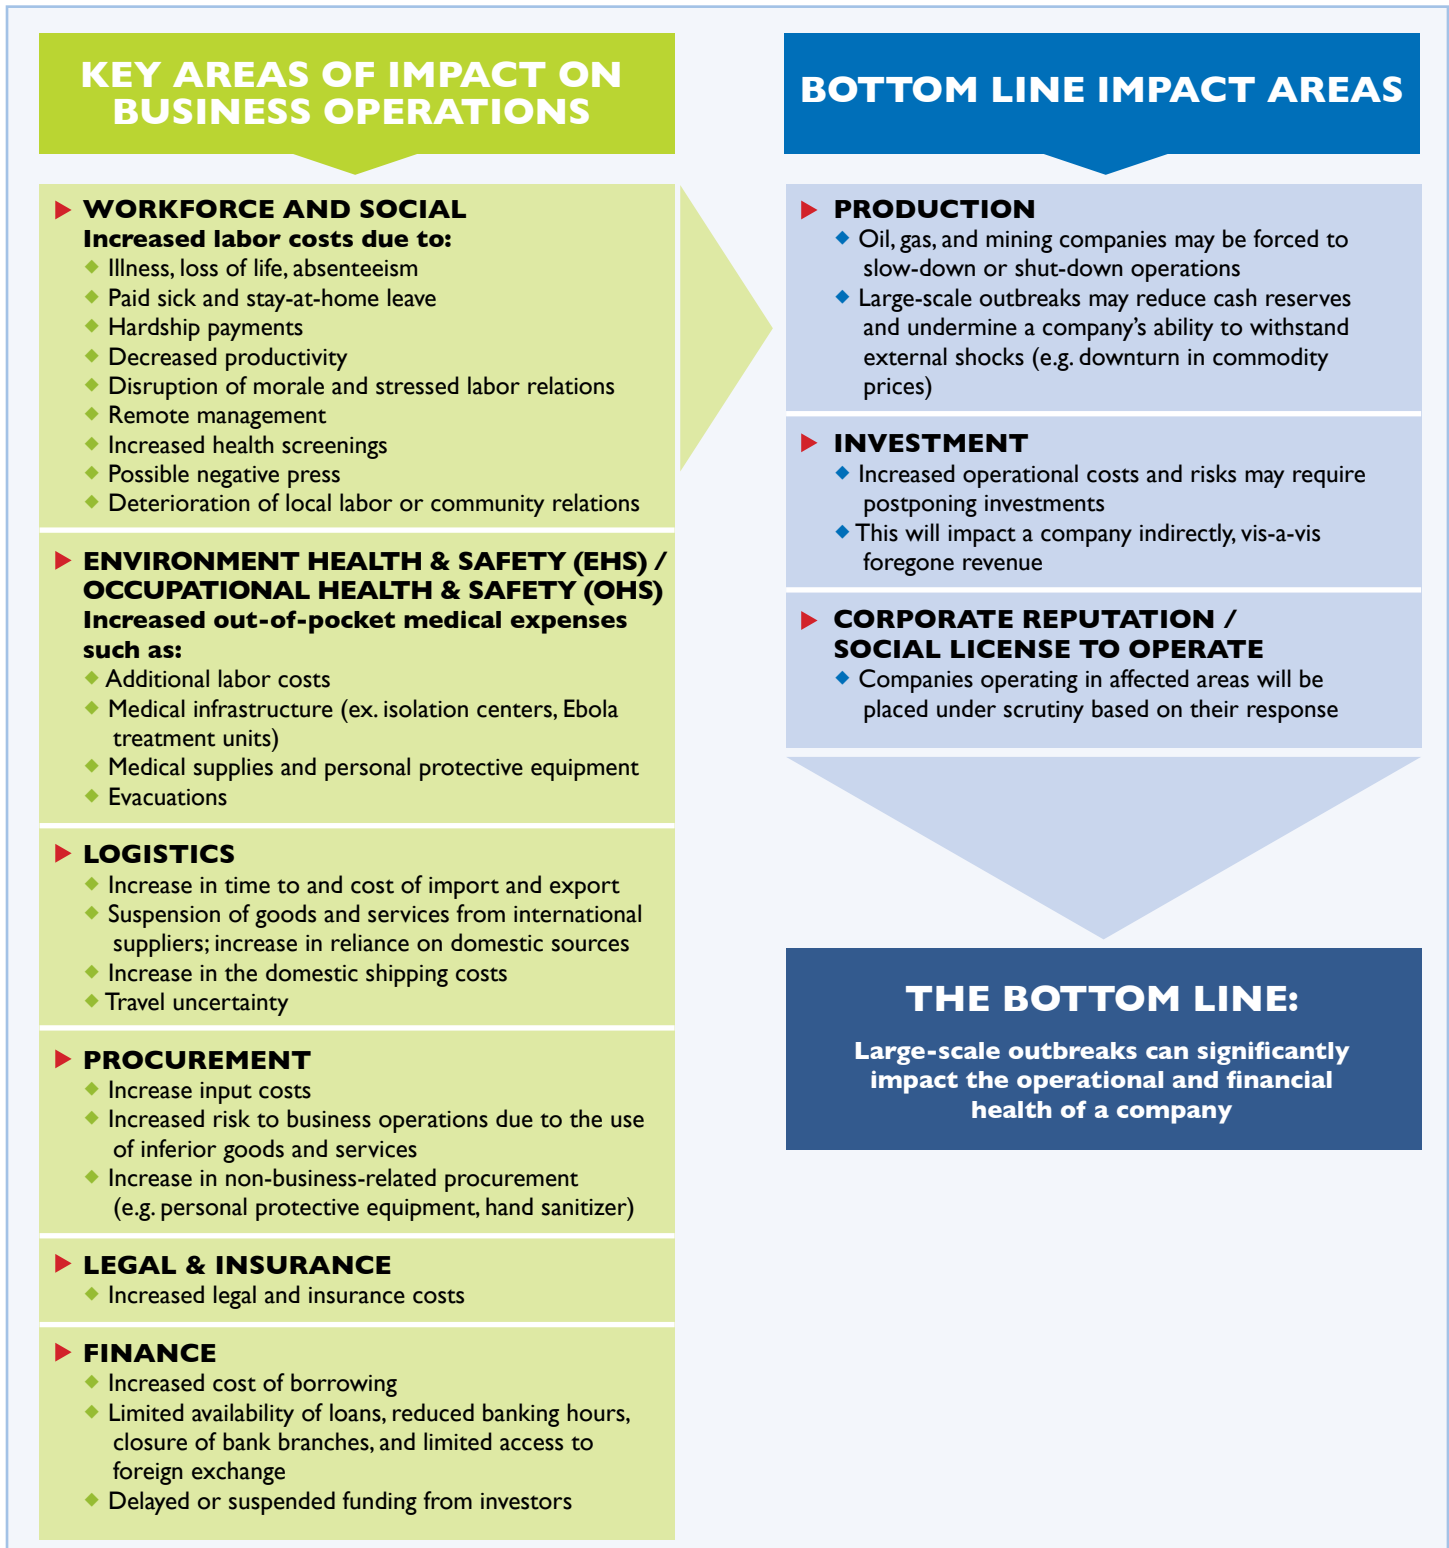 KEY AREAS OF IMPACT ON
BUSINESS OPERATIONS
WORKFORCE AND SOCIAL
Increased labor costs due to:
Illness, loss of life, absenteeism
Paid sick and stay-at-home leave
Hardship payments
Decreased productivity
Disruption of morale and stressed labor relations
Remote management
Increased health screenings
Possible negative press
Deterioration of local labor or community relations
ENVIRONMENT HEALTH & SAFETY (EHS) /
OCCUPATIONAL HEALTH & SAFETY (OHS)
Increased out-of-pocket medical expenses
such as:
Additional labor costs
Medical infrastructure (ex. isolation centers, Ebola
treatment units)
Medical supplies and personal protective equipment
Evacuations
LOGISTICS
Increase in time to and cost of import and export
Suspension of goods and services from international
suppliers; increase in reliance on domestic sources
Increase in the domestic shipping costs
Travel uncertainty
PROCUREMENT
Increase input costs
Increased risk to business operations due to the use
of inferior goods and services
Increase in non-business-related procurement
(e.g. personal protective equipment, hand sanitizer)
LEGAL & INSURANCE
Increased legal and insurance costs
FINANCE
Increased cost of borrowing
Limited availability of loans, reduced banking hours,
closure of bank branches, and limited access to
foreign exchange
Delayed or suspended funding from investors
BOTTOM LINE IMPACT AREAS
PRODUCTION
Oil, gas, and mining companies may be forced to
slow-down or shut-down operations
Large-scale outbreaks may reduce cash reserves
and undermine a company's ability to withstand
external shocks (e.g. downturn in commodity
prices)
INVESTMENT
Increased operational costs and risks may require
postponing investments
This will impact a company indirectly, vis-a-vis
foregone revenue
CORPORATE REPUTATION /
SOCIAL LICENSE TO OPERATE
Companies operating in affected areas will be
placed under scrutiny based on their response
THE BOTTOM LINE:
Large-scale outbreaks can significantly
impact the operational and financial
health of a company